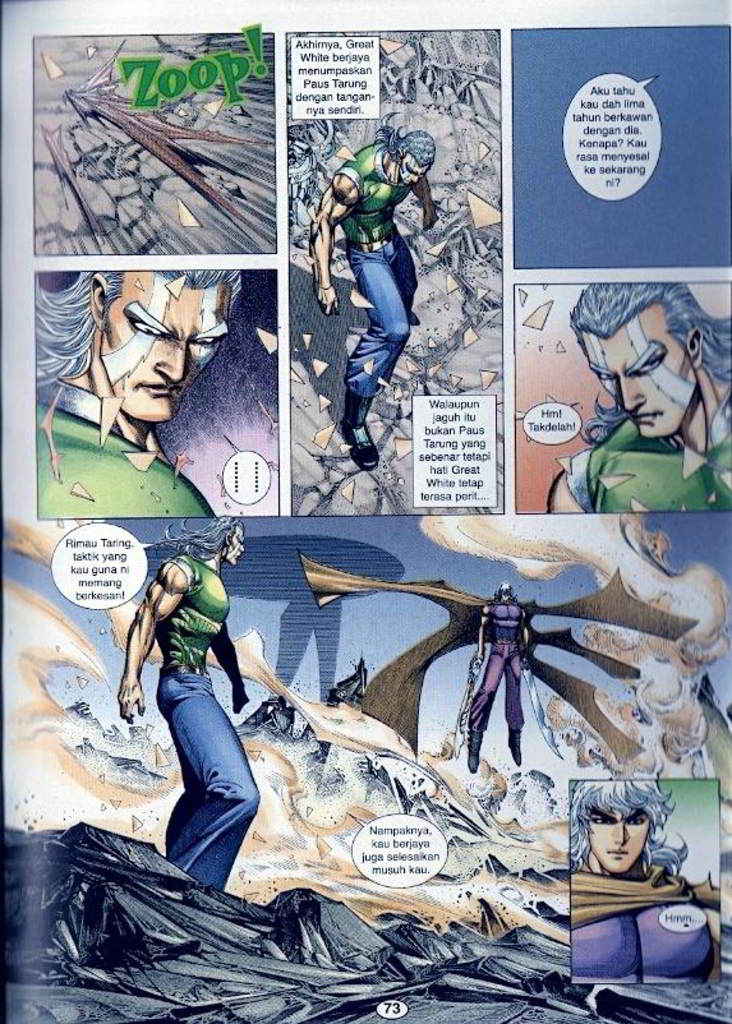 Zoop!
Akhirnya, Great
White berjaya
menumpaskan
Paus Tarung
dengan tangan-
nya sendiri.
Walaupun
jaguh itu
bukan Paus
Tarung yang
sebenar tetapi
hati Great
White tetap
terasa perit....
Aku tahu
kau dah lima
tahun berkawan
dengan dia.
Kenapa? Kau
rasa menyesal
ke sekarang
ni?
!!!!
Hm!
Takdelah!
Rimau Taring,
taktik yang
kau guna ni
memang
berkesan!
Nampaknya,
kau berjaya
juga selesaikan
musuh kau.
Hmm....
73